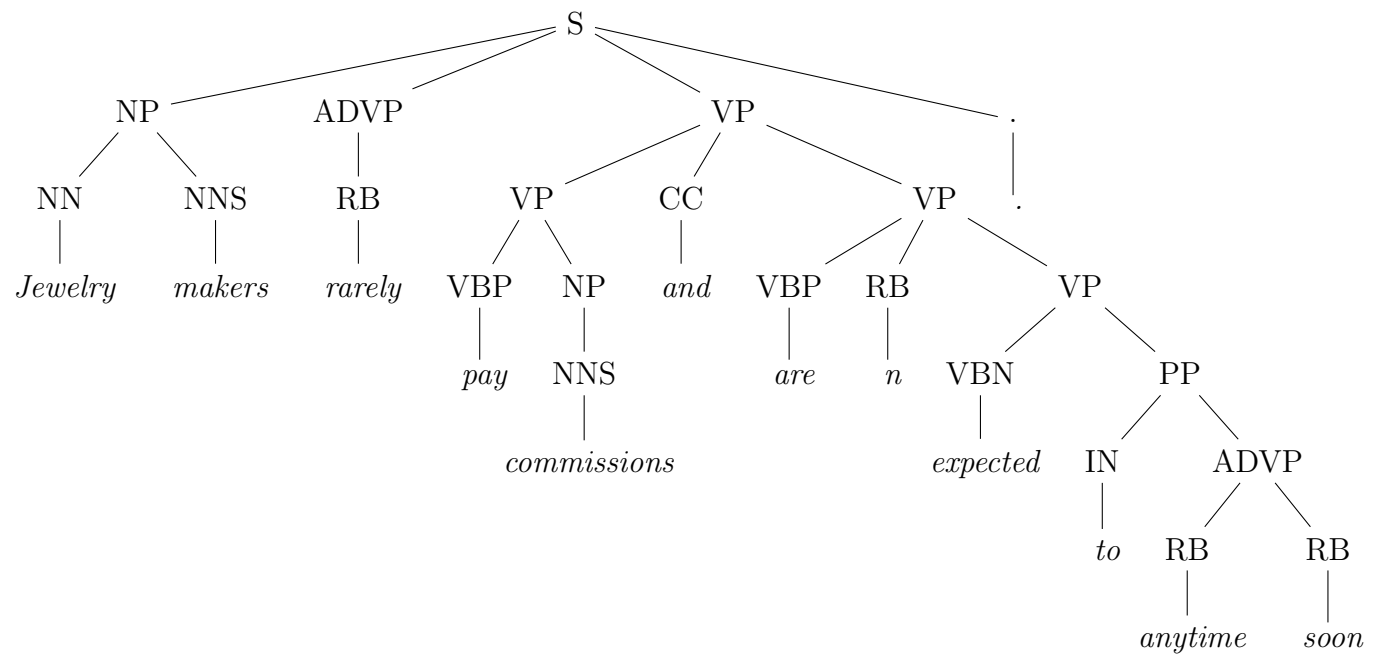 S
NP ADVP VP .
NN NNS RB VP CC VP .
Jewelry makers rarely VBP NP and VBP RB VP
pay NNS are n VBN PP
commissions expected IN ADVP
to RB RB
anytime soon